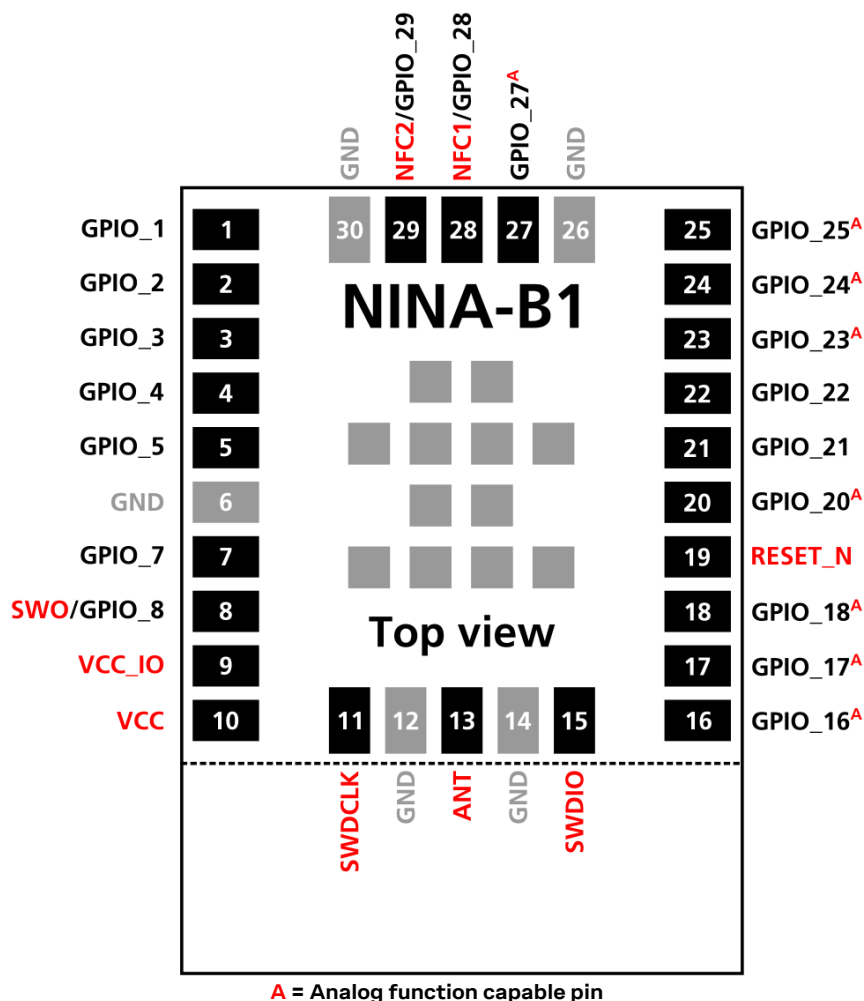 GND
NFC2/GPIO_29
NFC1/GPIO_28
GPIO_27A
GND
30 29 28 27 26
GPIO_1 1 25 GPIO_25A
GPIO_2 2 24 GPIO_24A
NINA-B1
GPIO_3 3 23 GPIO_23A
GPIO_4 4 22 GPIO_22
GPIO_5 5 21 GPIO_21
GND 6 20 GPIO_20A
GPIO_7 7 19 RESET_N
SWO/GPIO_8 8 18 GPIO_18A
Top view
VCC_IO 9 17 GPIO_17A
VCC 10 16 GPIO_16A
11 12 13 14 15
SWDCLK
GND
ANT
GND
SWDIO
A = Analog function capable pin